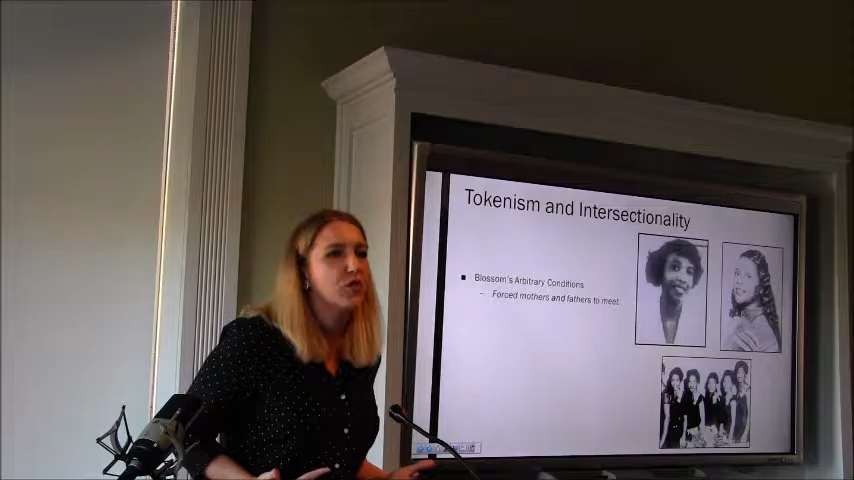 Tokenism and Intersectionality
■ Blossom's Arbitrary Conditions
– Forced mothers and fathers to meet.